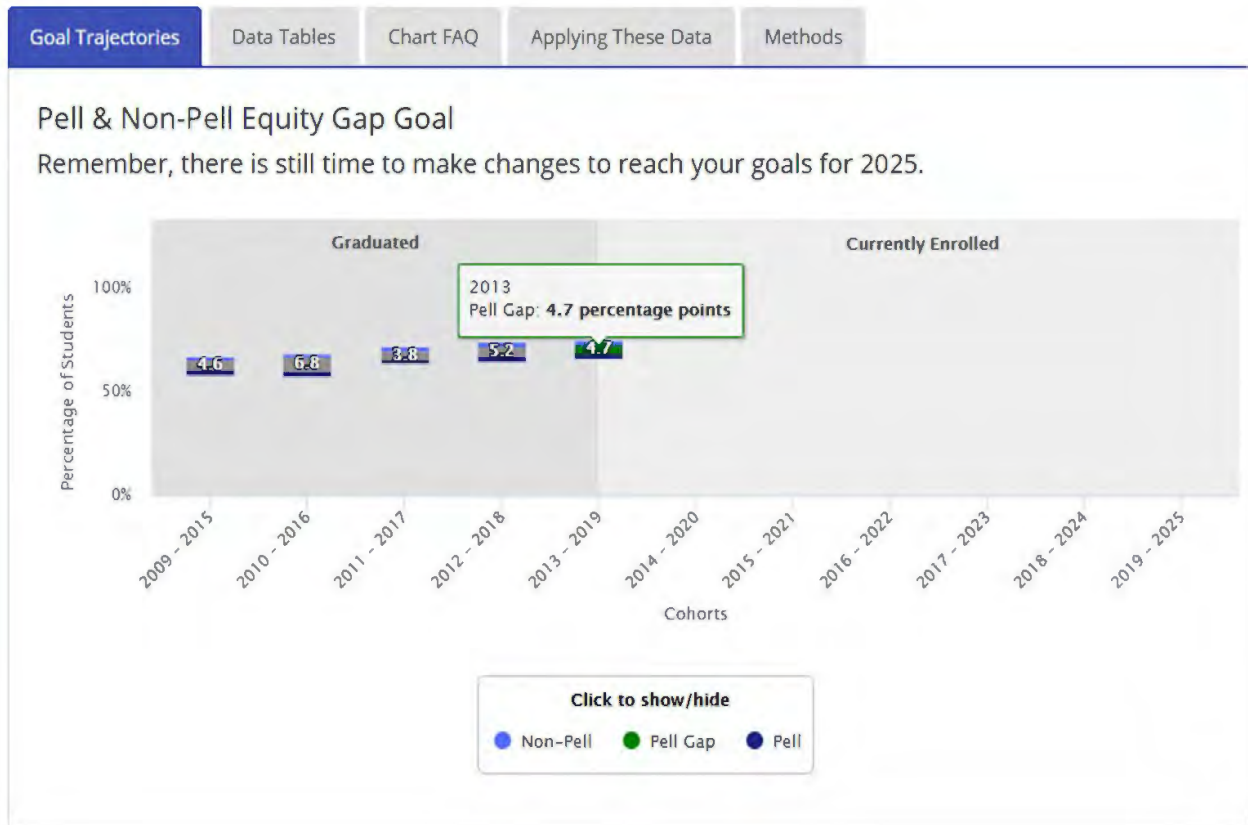 Goal Trajectories
Data Tables
Chart FAQ
Applying These Data
Methods
Pell & Non-Pell Equity Gap Goal
Remember, there is still time to make changes to reach your goals for 2025.
Graduated
Currently Enrolled
2013
Pell Gap: 4.7 percentage points
Percentage of Students
100%
50%
0%
4.6
6.8
3.8
5.2
4.7
2009 - 2015
2010 - 2016
2011 - 2017
2012 - 2018
2013 - 2019
2014 - 2020
2015 - 2021
2016 - 2022
2017 - 2023
2018 - 2024
2019 - 2025
Cohorts
Click to show/hide
Non-Pell
Pell Gap
Pell